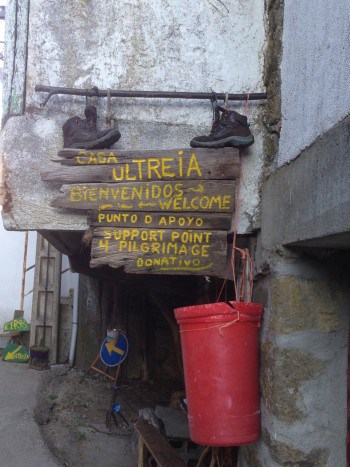 CASA
ULTREIA
BIENVENIDOS
WELCOME
PUNTO D APOYO
SUPPORT POINT
4 PILGRIMAGE
DONATIVO